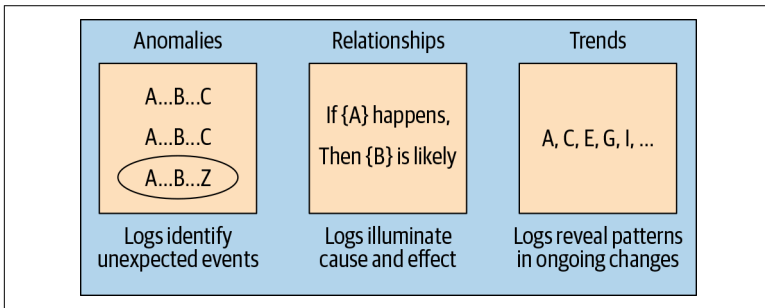 Anomalies
A...B...C
A...B...C
A...B...Z
Logs identify
unexpected events
Relationships
If {A} happens,
Then {B} is likely
Logs illuminate
cause and effect
Trends
A, C, E, G, I, ...
Logs reveal patterns
in ongoing changes